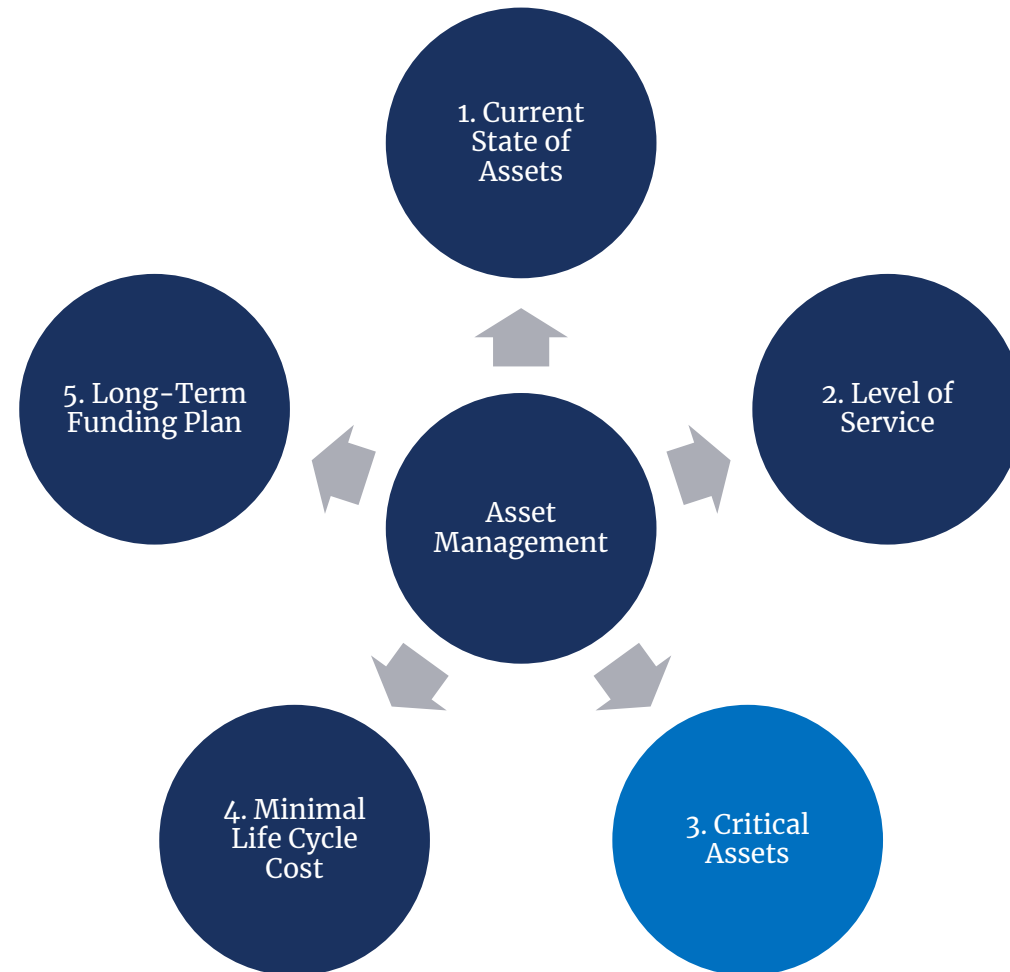 1. Current
State of
Assets
2. Level of
Service
3. Critical
Assets
4. Minimal
Life Cycle
Cost
5. Long-Term
Funding Plan
Asset
Management